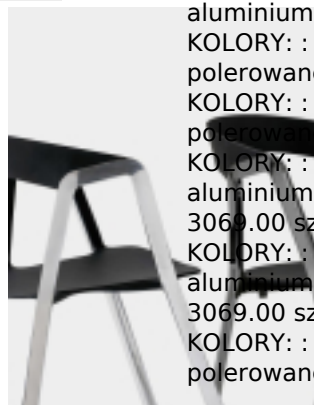 aluminium
KOLORY: :
polerowane
KOLORY: :
polerowane
KOLORY: :
aluminium
3069.00 sz
KOLORY: :
aluminium
3069.00 sz
KOLORY: :
polerowane